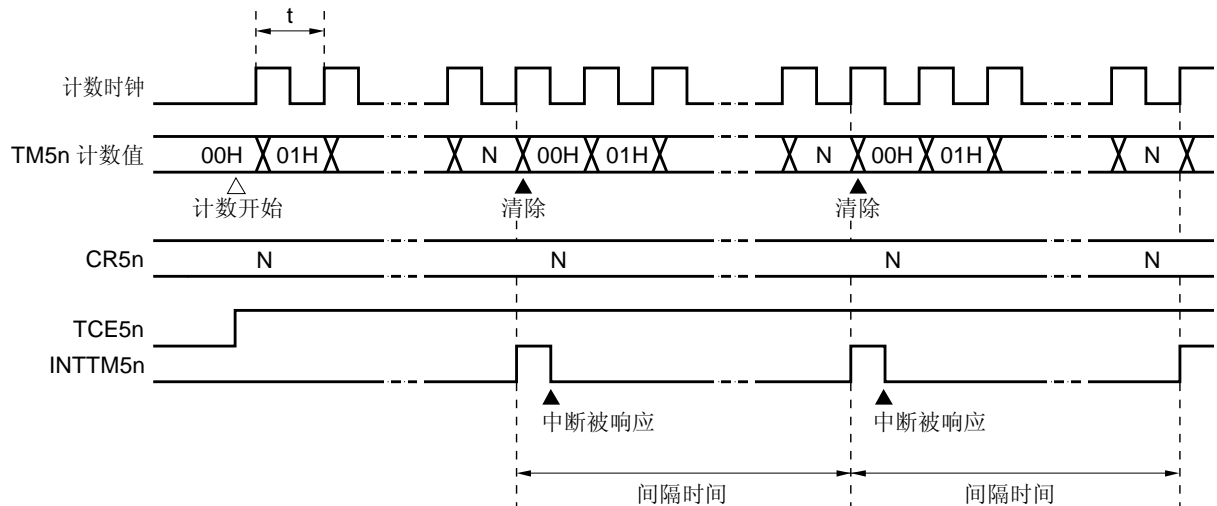 t
计数时钟
TM5n 计数值 00H 01H N 00H 01H N 00H 01H N
计数开始 清除 清除
CR5n N N N N
TCE5n
INTTM5n
中断被响应 中断被响应
间隔时间 间隔时间